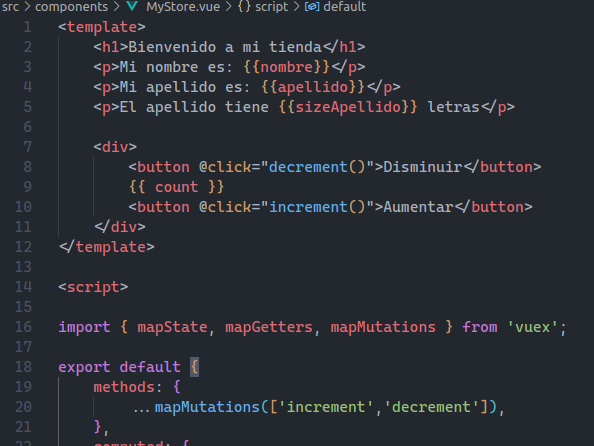 src > components > MyStore.vue > {} script > default
1 <template>
2 <h1>Bienvenido a mi tienda</h1>
3 <p>Mi nombre es: {{nombre}}</p>
4 <p>Mi apellido es: {{apellido}}</p>
5 <p>El apellido tiene {{sizeApellido}} letras</p>
6
7 <div>
8 <button @click="decrement()">Disminuir</button>
9 {{ count }}
10 <button @click="increment()">Aumentar</button>
11 </div>
12 </template>
13
14 <script>
15
16 import { mapState, mapGetters, mapMutations } from 'vuex';
17
18 export default {
19 methods: {
20 ...mapMutations(['increment','decrement']),
21 },
22 computed: {